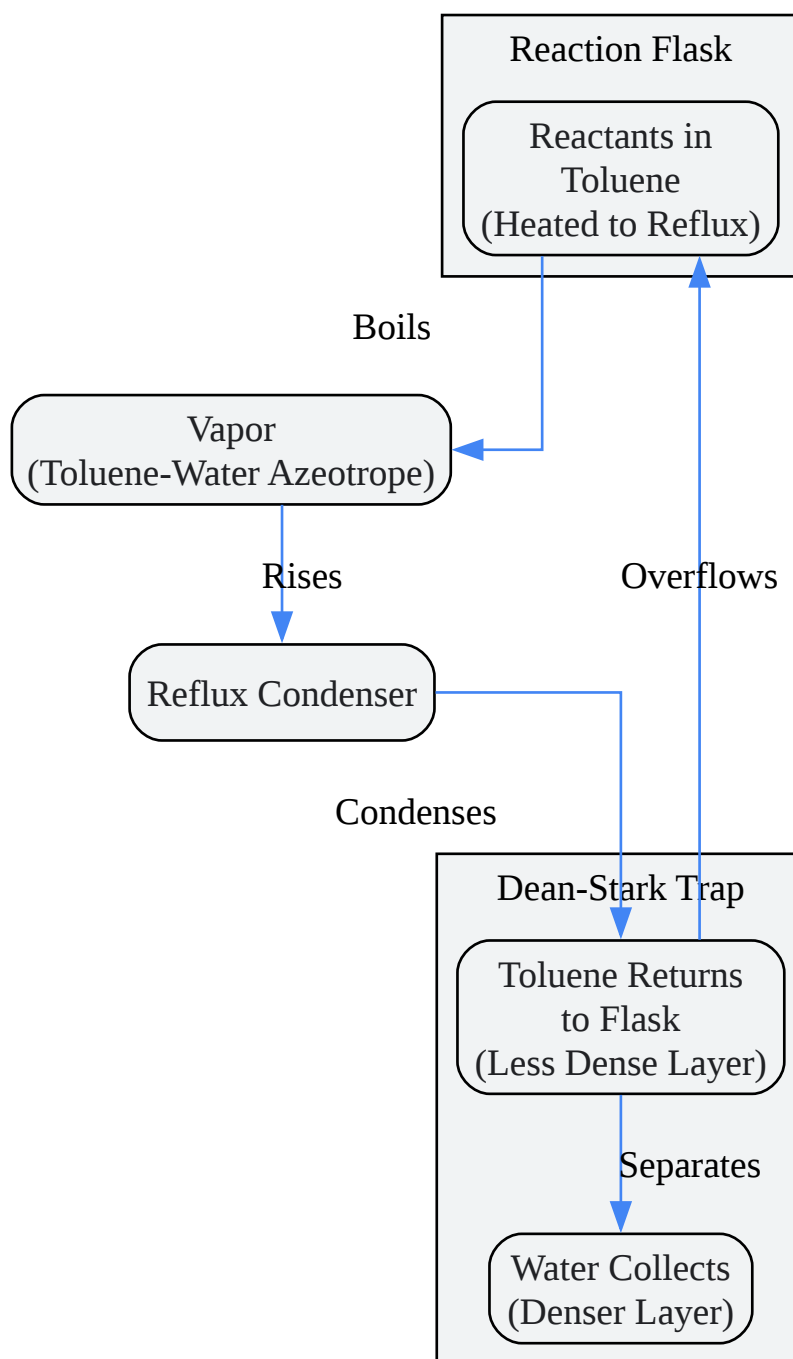 Reaction Flask
Reactants in
Toluene
(Heated to Reflux)
Boils
Vapor
(Toluene-Water Azeotrope)
Rises
Overflows
Reflux Condenser
Condenses
Dean-Stark Trap
Toluene Returns
to Flask
(Less Dense Layer)
Separates
Water Collects
(Denser Layer)